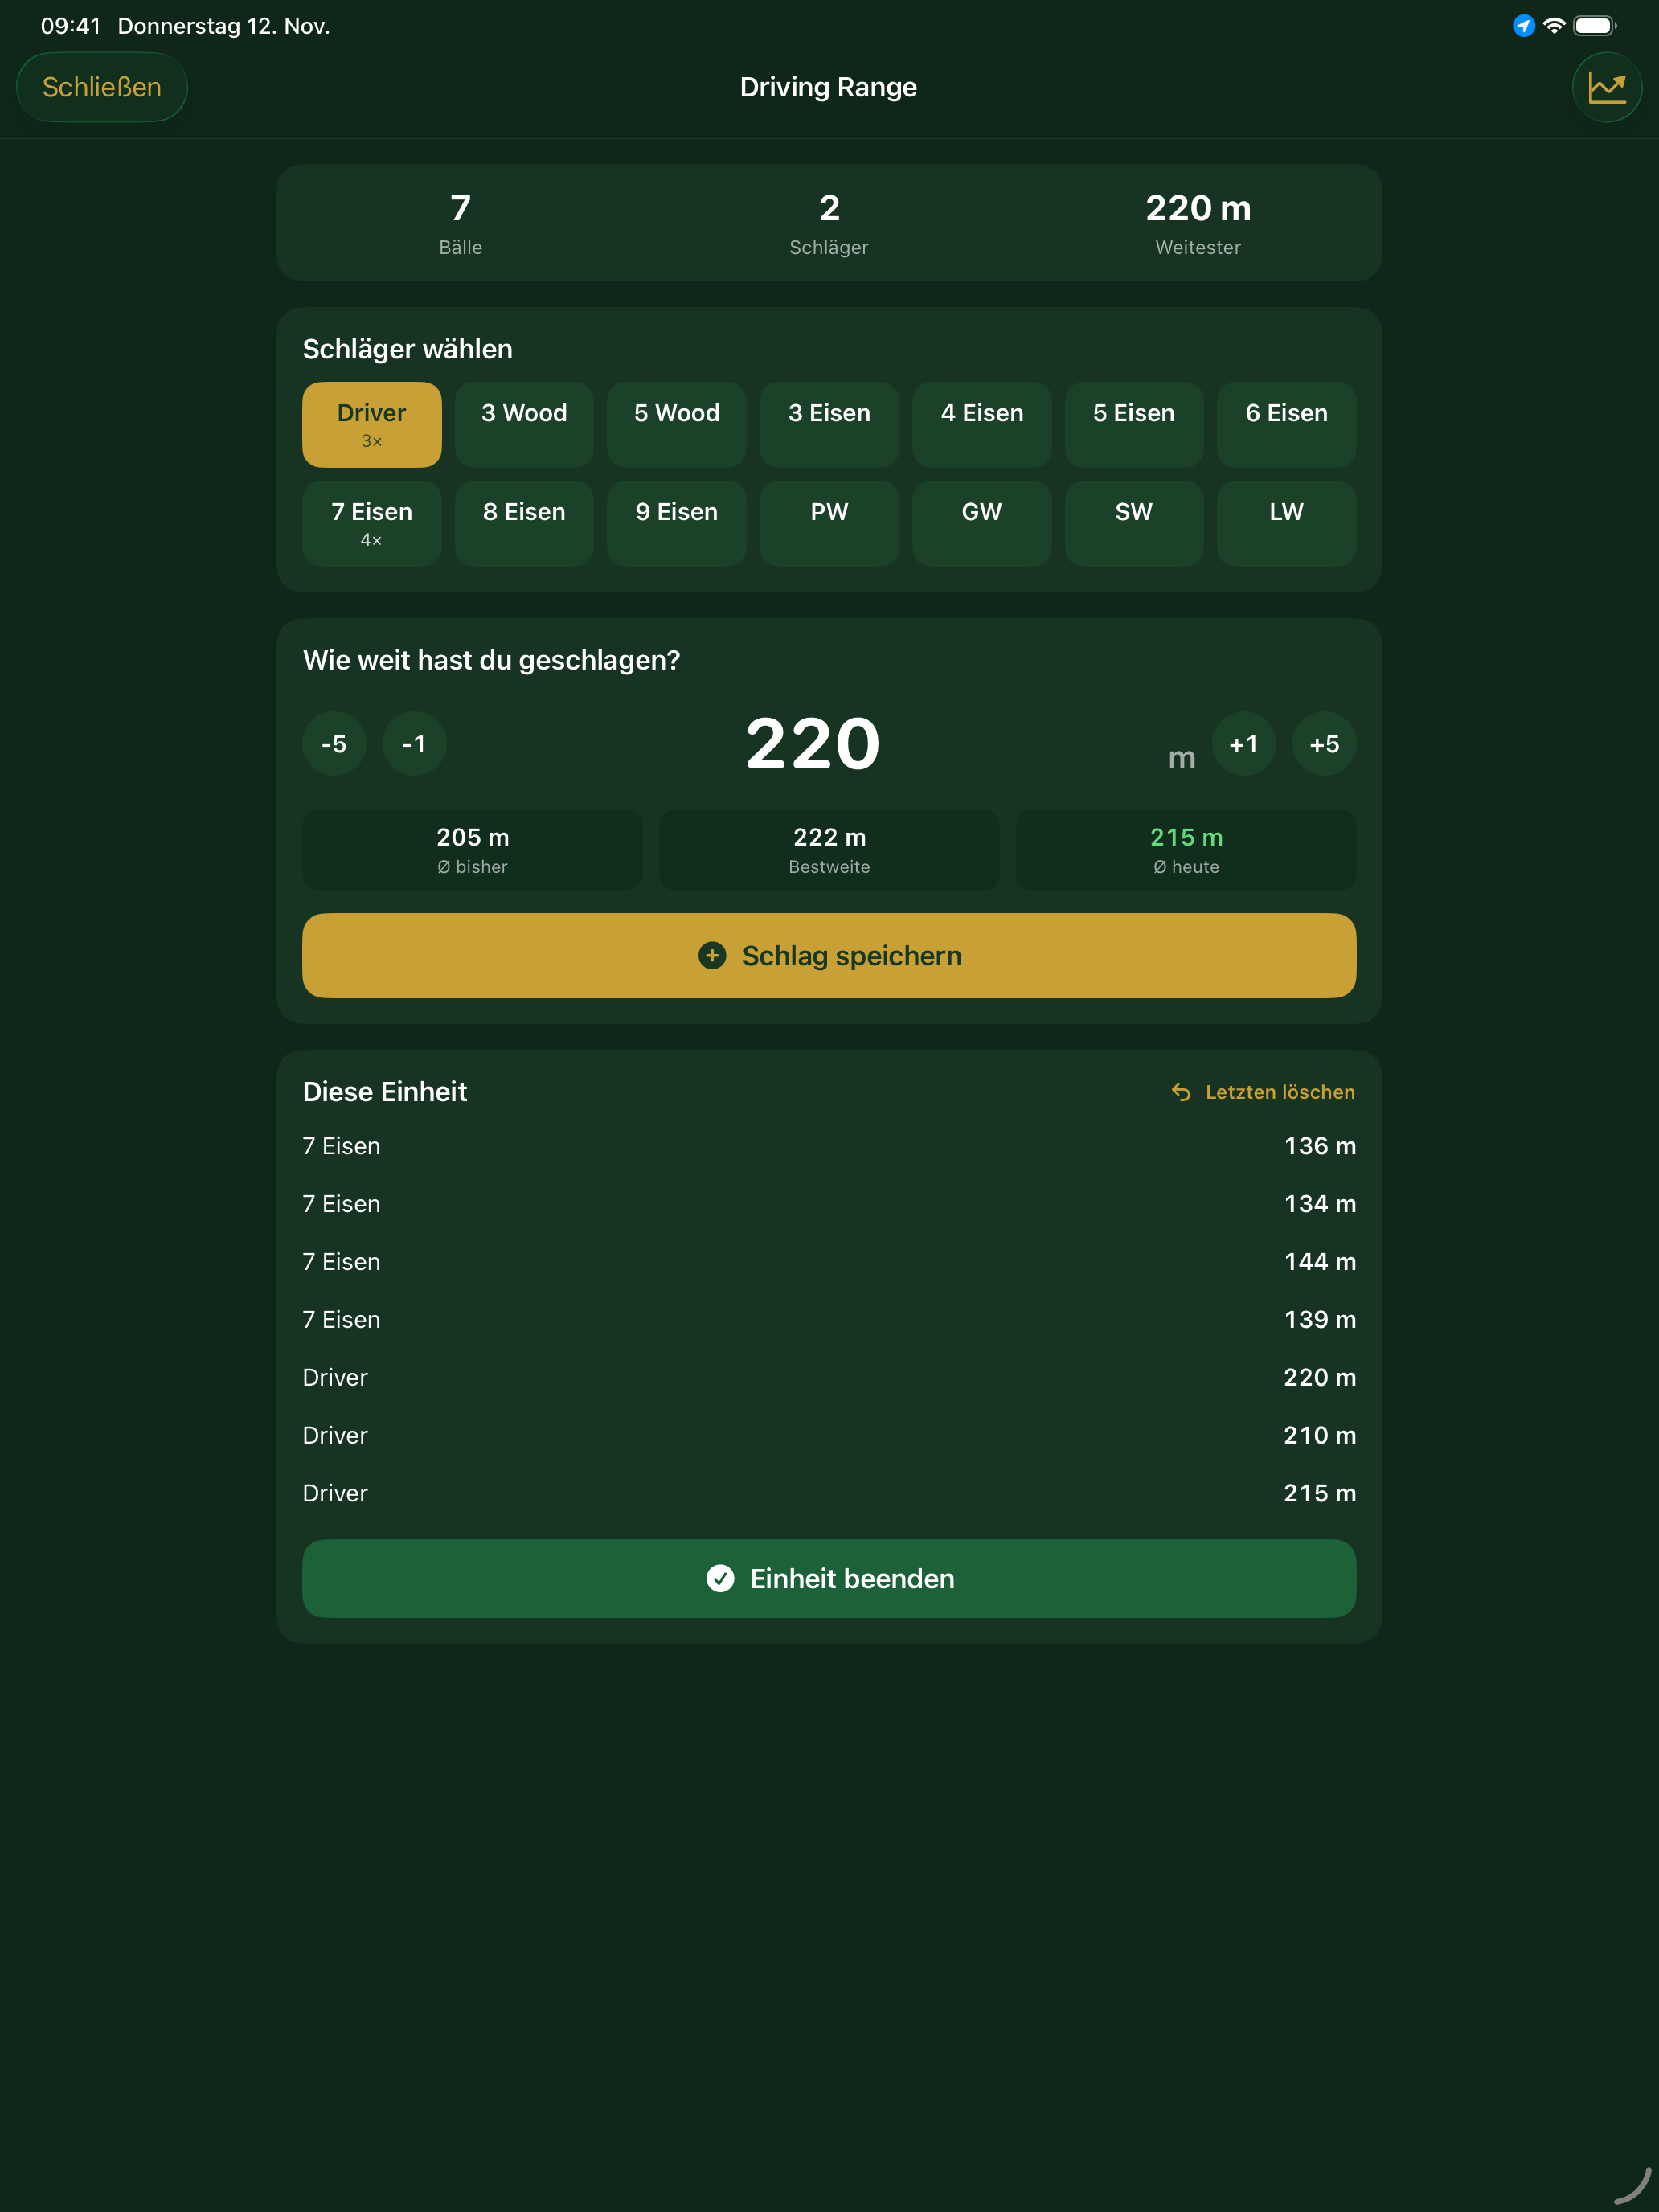 09:41 Donnerstag 12. Nov.
Schließen
Driving Range
7
Bälle
2
Schläger
220 m
Weitester
Schläger wählen
Driver
3×
3 Wood
5 Wood
3 Eisen
4 Eisen
5 Eisen
6 Eisen
7 Eisen
4×
8 Eisen
9 Eisen
PW
GW
SW
LW
Wie weit hast du geschlagen?
-5
-1
220
m
+1
+5
205 m
Ø bisher
222 m
Bestweite
215 m
Ø heute
Schlag speichern
Diese Einheit
Letzten löschen
7 Eisen 136 m
7 Eisen 134 m
7 Eisen 144 m
7 Eisen 139 m
Driver 220 m
Driver 210 m
Driver 215 m
Einheit beenden